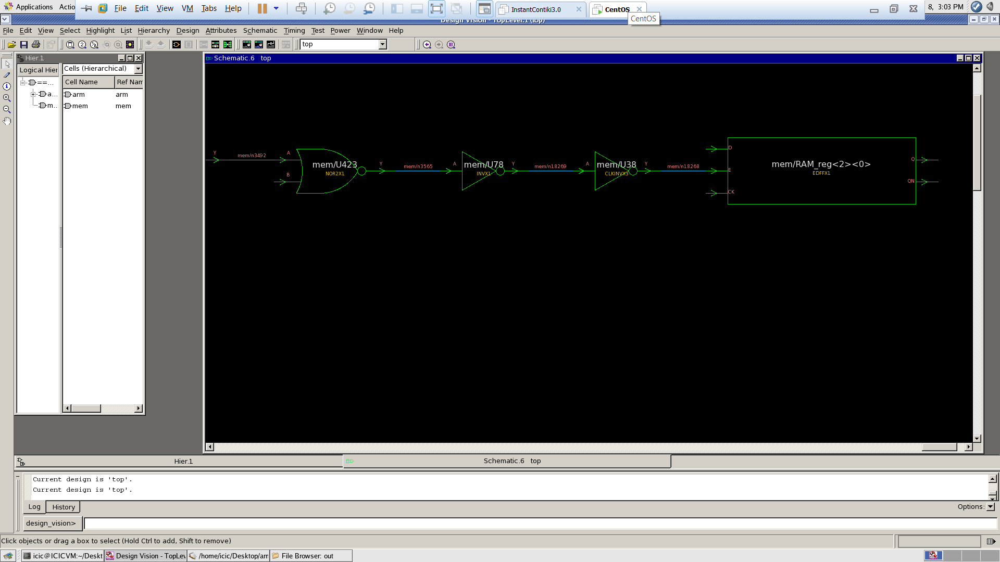 Applications Actio File Edit View VM Tabs Help InstantContiki3.0 CentOS 8, 3:03 PM
CentOS
Design Vision - TopLevel.1 (top)
File Edit View Select Highlight List Hierarchy Design Attributes Schematic Timing Test Power Window Help
top
Hier.1
Schematic.6 top
Logical Hier
Cells (Hierarchical)
Cell Name Ref Nam
==...
a... arm arm
m... mem mem
Y mem/n3492 A
B
mem/U423
NOR2X1
Y mem/n3565 A
mem/U78
INVX1
Y mem/n18269 A
mem/U38
CLKINVX3
Y mem/n18268
D
E
CK
mem/RAM_reg<2><0>
EDFFX1
Q
QN
Hier.1 Schematic.6 top
Current design is 'top'.
Current design is 'top'.
Log History Options:
design_vision>
Click objects or drag a box to select (Hold Ctrl to add, Shift to remove)
icic@ICICVM:~/Deskt Design Vision - TopLev /home/icic/Desktop/arm File Browser: out